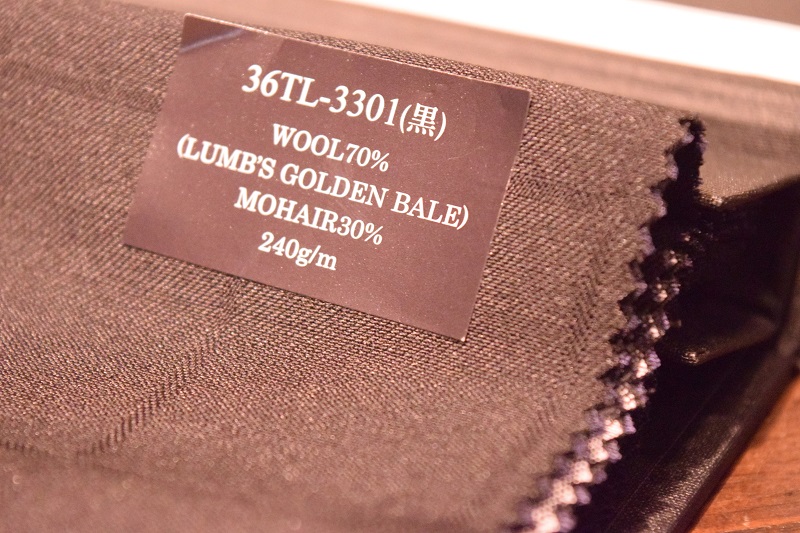 36TL-3301(黒)
WOOL70%
(LUMB'S GOLDEN BALE)
MOHAIR30%
240g/m